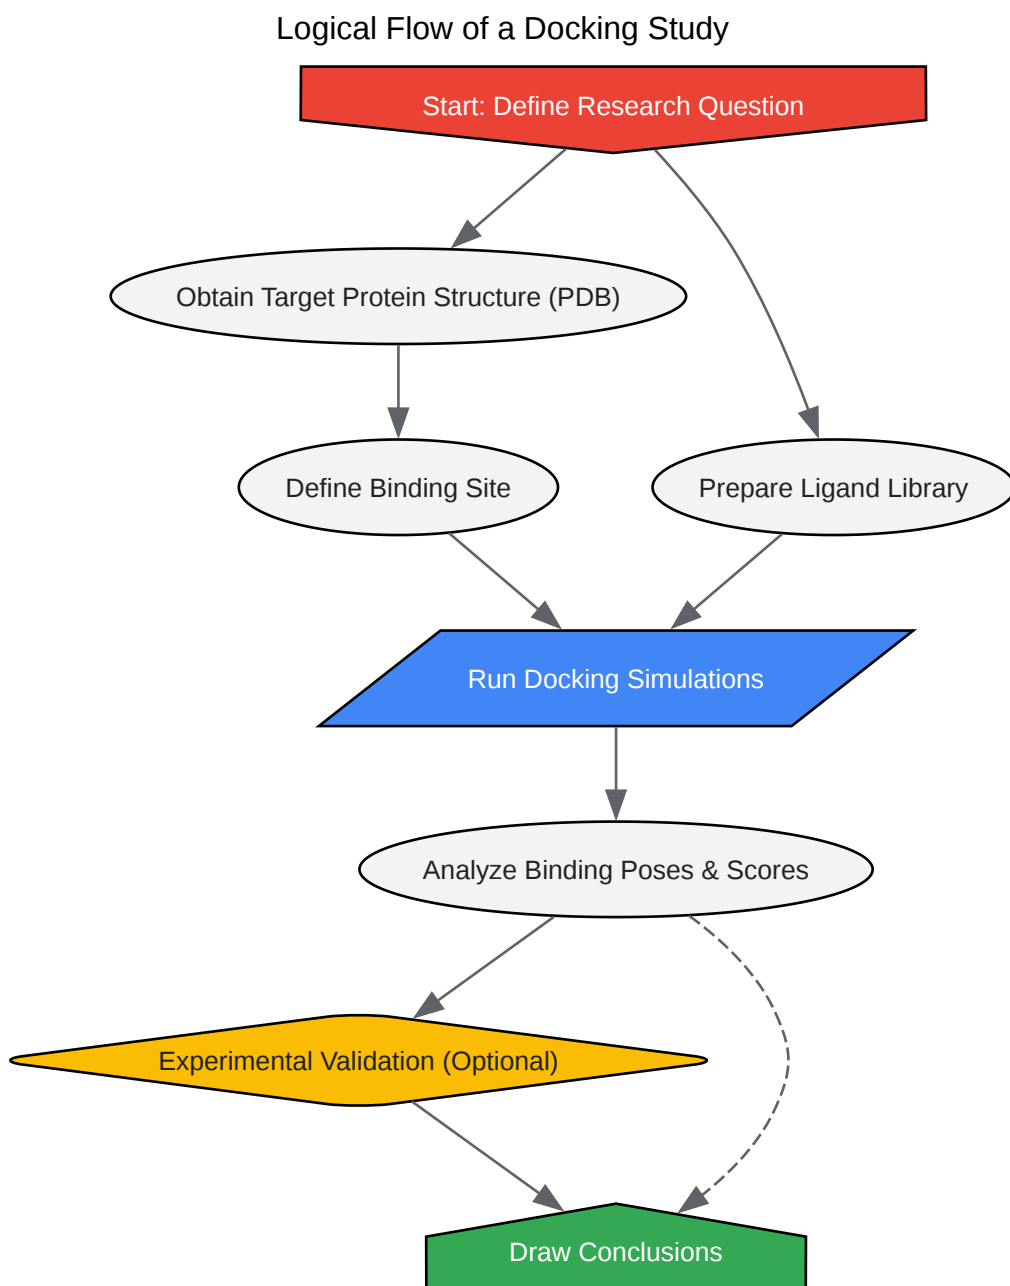 Logical Flow of a Docking Study
Start: Define Research Question
Obtain Target Protein Structure (PDB)
Define Binding Site
Prepare Ligand Library
Run Docking Simulations
Analyze Binding Poses & Scores
Experimental Validation (Optional)
Draw Conclusions